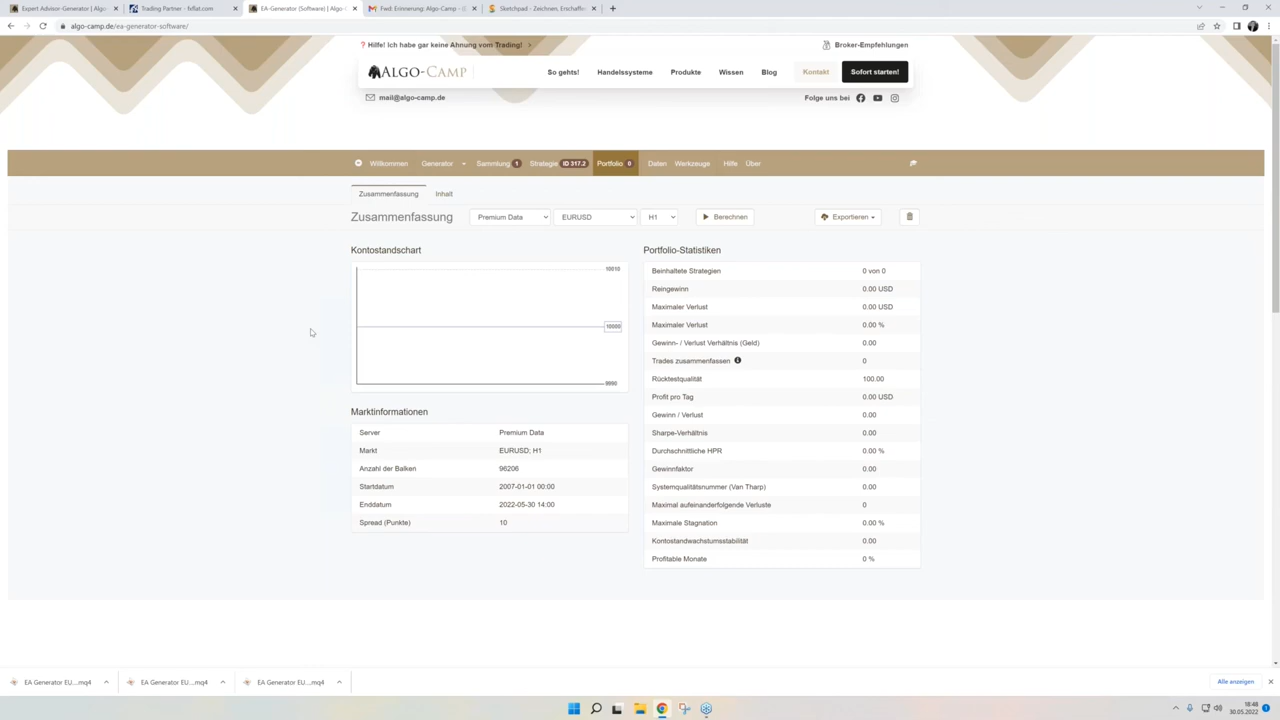 Expert Advisor-Generator | Algo
Trading Partner - fxflat.com
EA-Generator (Software) | Algo-
Fwd: Erinnerung: Algo-Camp - (
Sketchpad - Zeichnen, Erschaffe
algo-camp.de/ea-generator-software/
Hilfe! Ich habe gar keine Ahnung vom Trading!
Broker-Empfehlungen
ALGO-CAMP
So gehts!
Handelssysteme
Produkte
Wissen
Blog
Kontakt
Sofort starten!
mail@algo-camp.de
Folge uns bei
Willkommen
Generator
Sammlung 1
Strategie ID 317.2
Portfolio 0
Daten
Werkzeuge
Hilfe
Über
Zusammenfassung
Inhalt
Zusammenfassung
Premium Data
EURUSD
H1
Berechnen
Exportieren
Kontostandschart
10010
10000
9990
Marktinformationen
Server Premium Data
Markt EURUSD; H1
Anzahl der Balken 96206
Startdatum 2007-01-01 00:00
Enddatum 2022-05-30 14:00
Spread (Punkte) 10
Portfolio-Statistiken
Beinhaltete Strategien 0 von 0
Reingewinn 0.00 USD
Maximaler Verlust 0.00 USD
Maximaler Verlust 0.00 %
Gewinn- / Verlust Verhältnis (Geld) 0.00
Trades zusammenfassen 0
Rücktestqualität 100.00
Profit pro Tag 0.00 USD
Gewinn / Verlust 0.00
Sharpe-Verhältnis 0.00
Durchschnittliche HPR 0.00 %
Gewinnfaktor 0.00
Systemqualitätsnummer (Van Tharp) 0.00
Maximal aufeinanderfolgende Verluste 0
Maximale Stagnation 0.00 %
Kontostandwachstumsstabilität 0.00
Profitable Monate 0 %
EA Generator EU....mq4
EA Generator EU....mq4
EA Generator EU....mq4
Alle anzeigen
18:48
30.05.2022